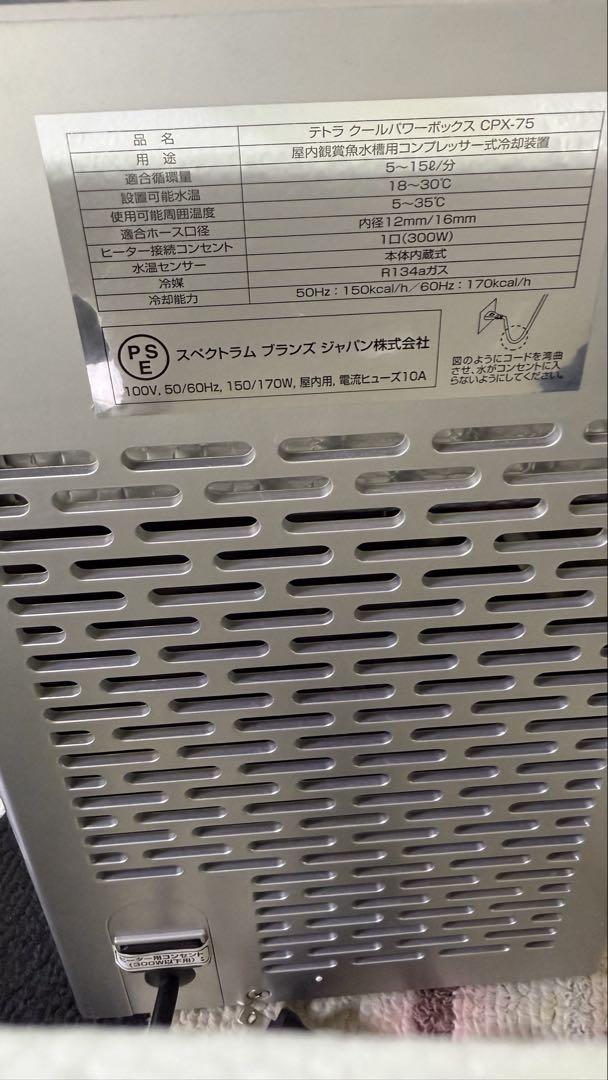 品名 テトラ クールパワーボックス CPX-75
用途 屋内観賞魚水槽用コンプレッサー式冷却装置
適合循環量 5〜15ℓ/分
設置可能水温 18〜30℃
使用可能周囲温度 5〜35℃
適合ホース口径 内径12mm/16mm
ヒーター接続コンセント 1口(300W)
水温センサー 本体内蔵式
冷媒 R134aガス
冷却能力 50Hz:150kcal/h/60Hz:170kcal/h
PSE
スペクトラム ブランズ ジャパン株式会社
100V, 50/60Hz, 150/170W, 屋内用, 電流ヒューズ10A
図のようにコードを湾曲
させ、水がコンセントに入
らないようにしてください。
ヒーター用コンセント
(300W以下用)